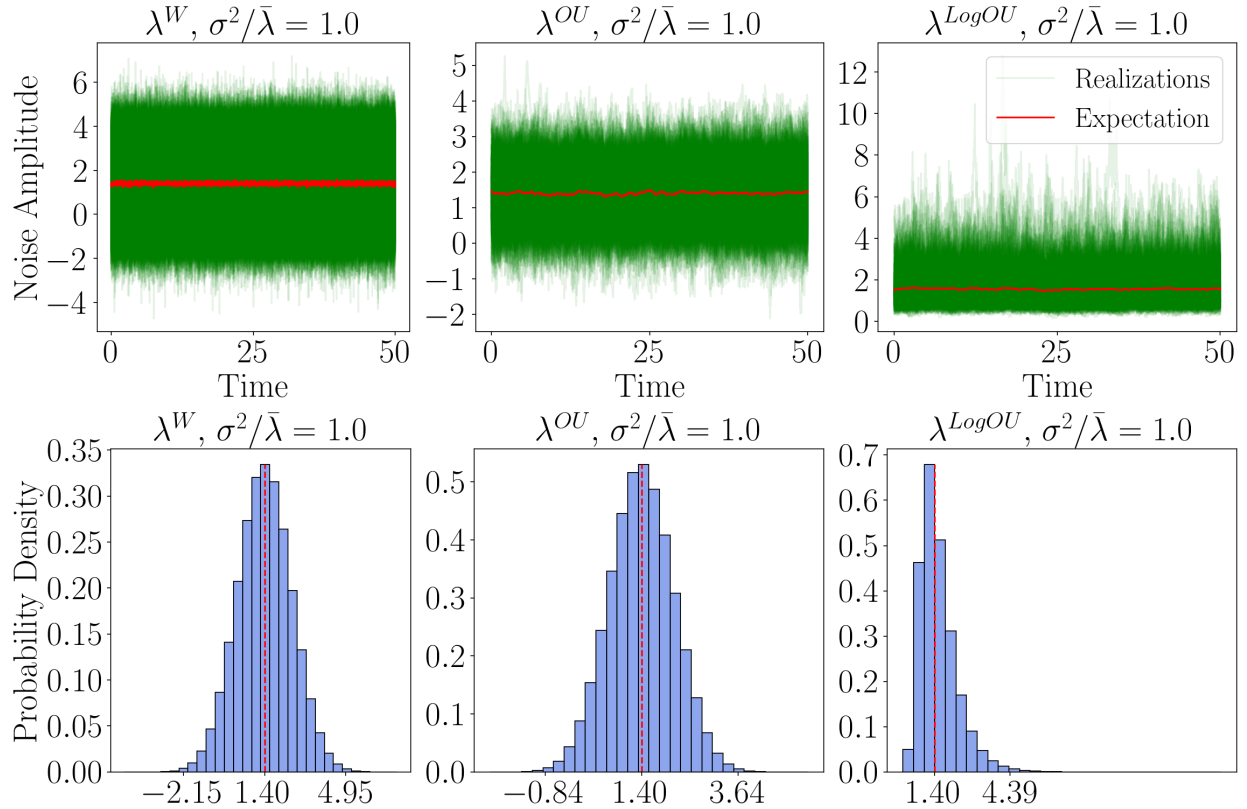 λ^W, σ²/λ̄ = 1.0
λ^OU, σ²/λ̄ = 1.0
λ^LogOU, σ²/λ̄ = 1.0
Noise Amplitude
6
4
2
0
−2
−4
0 25 50
Time
5
4
3
2
1
0
−1
−2
0 25 50
Time
12
10
8
6
4
2
0
0 25 50
Time
Realizations
Expectation
λ^W, σ²/λ̄ = 1.0
λ^OU, σ²/λ̄ = 1.0
λ^LogOU, σ²/λ̄ = 1.0
Probability Density
0.35
0.30
0.25
0.20
0.15
0.10
0.05
0.00
−2.15 1.40 4.95
0.5
0.4
0.3
0.2
0.1
0.0
−0.84 1.40 3.64
0.7
0.6
0.5
0.4
0.3
0.2
0.1
0.0
1.40 4.39